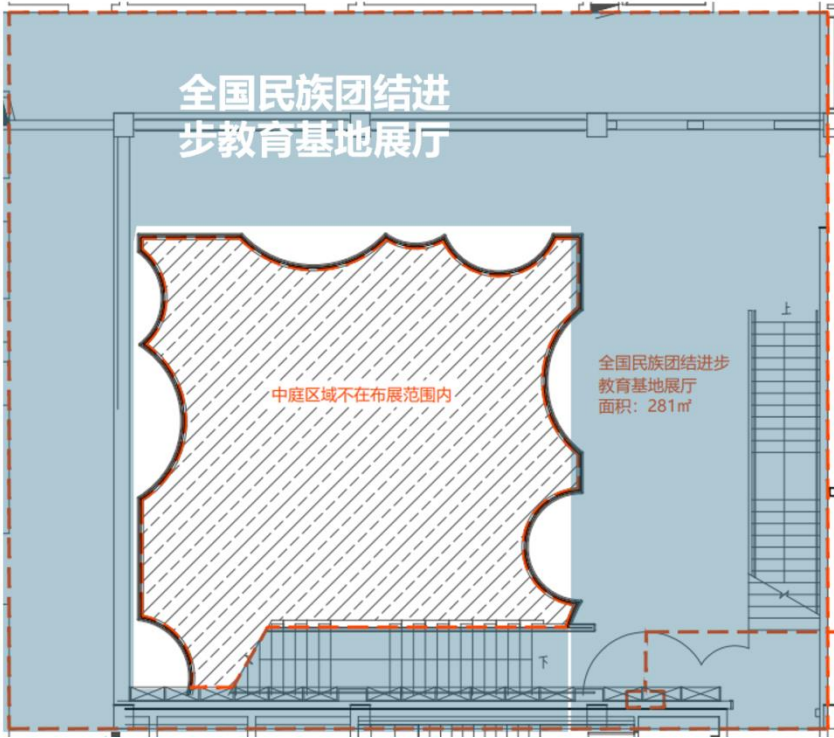 全国民族团结进
步教育基地展厅
上
全国民族团结进步
教育基地展厅
面积：281㎡
中庭区域不在布展范围内
下